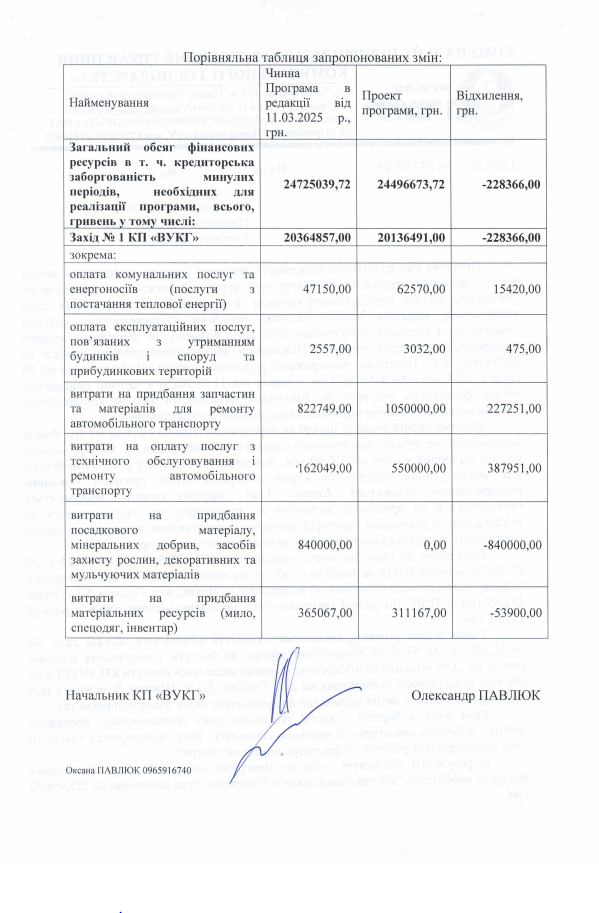 Порівняльна таблиця запропонованих змін:
Найменування
Чинна
Програма в
редакції від
11.03.2025 р.,
грн.
Проект
програми, грн.
Відхилення,
грн.
Загальний обсяг фінансових
ресурсів в т. ч. кредиторська
заборгованість минулих
періодів, необхідних для
реалізації програми, всього,
гривень у тому числі:
24725039,72
24496673,72
-228366,00
Захід № 1 КП «ВУКГ»
20364857,00
20136491,00
-228366,00
зокрема:
оплата комунальних послуг та
енергоносіїв (послуги з
постачання теплової енергії)
47150,00
62570,00
15420,00
оплата експлуатаційних послуг,
пов’язаних з утриманням
будинків і споруд та
прибудинкових територій
2557,00
3032,00
475,00
витрати на придбання запчастин
та матеріалів для ремонту
автомобільного транспорту
822749,00
1050000,00
227251,00
витрати на оплату послуг з
технічного обслуговування і
ремонту автомобільного
транспорту
162049,00
550000,00
387951,00
витрати на придбання
посадкового матеріалу,
мінеральних добрив, засобів
захисту рослин, декоративних та
мульчуючих матеріалів
840000,00
0,00
-840000,00
витрати на придбання
матеріальних ресурсів (мило,
спецодяг, інвентар)
365067,00
311167,00
-53900,00
Начальник КП «ВУКГ» Олександр ПАВЛЮК
Оксана ПАВЛЮК 0965916740